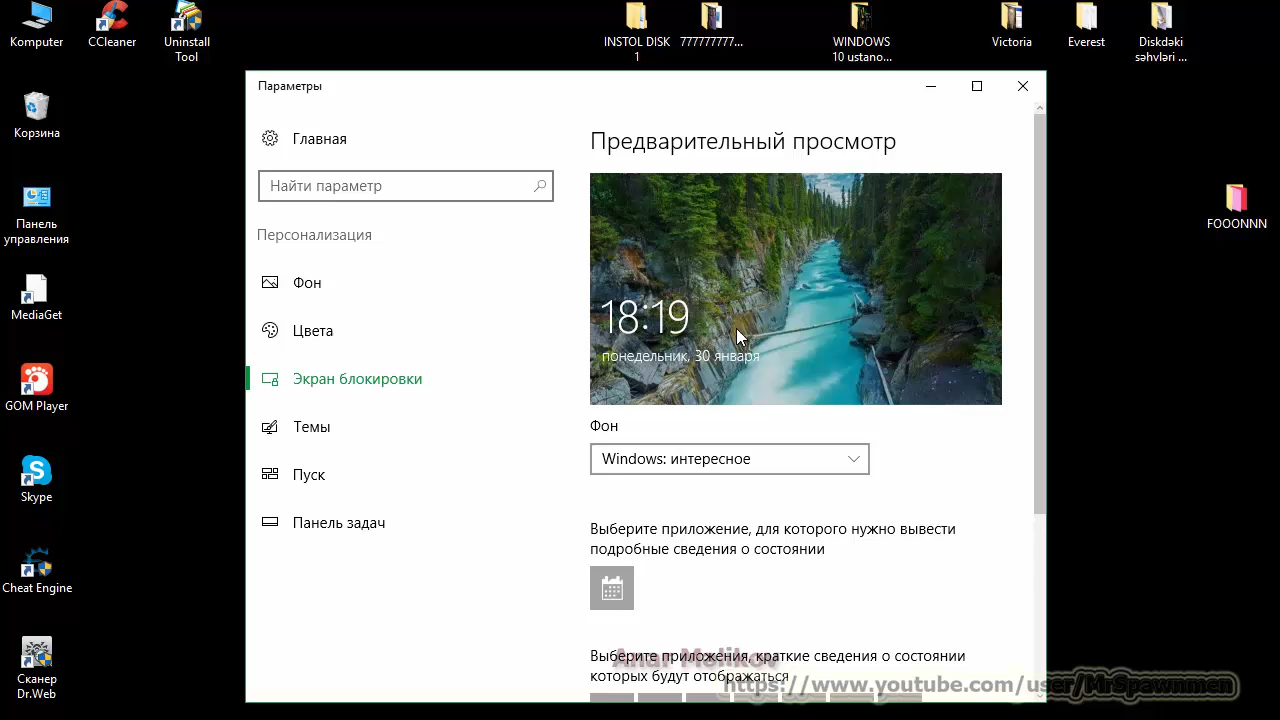 Komputer
CCleaner
Uninstall
Tool
INSTOL DISK
1
777777777...
WINDOWS
10 ustano...
Victoria
Everest
Diskdəki
səhvləri ...
Корзина
Панель
управления
MediaGet
GOM Player
Skype
Cheat Engine
Сканер
Dr.Web
FOOONNN
Параметры
Главная
Найти параметр
Персонализация
Фон
Цвета
Экран блокировки
Темы
Пуск
Панель задач
Предварительный просмотр
18:19
понедельник, 30 января
Фон
Windows: интересное
Выберите приложение, для которого нужно вывести
подробные сведения о состоянии
Выберите приложения, краткие сведения о состоянии
которых будут отображаться
Anar Melikov
https://www.youtube.com/user/MrSpawnmen